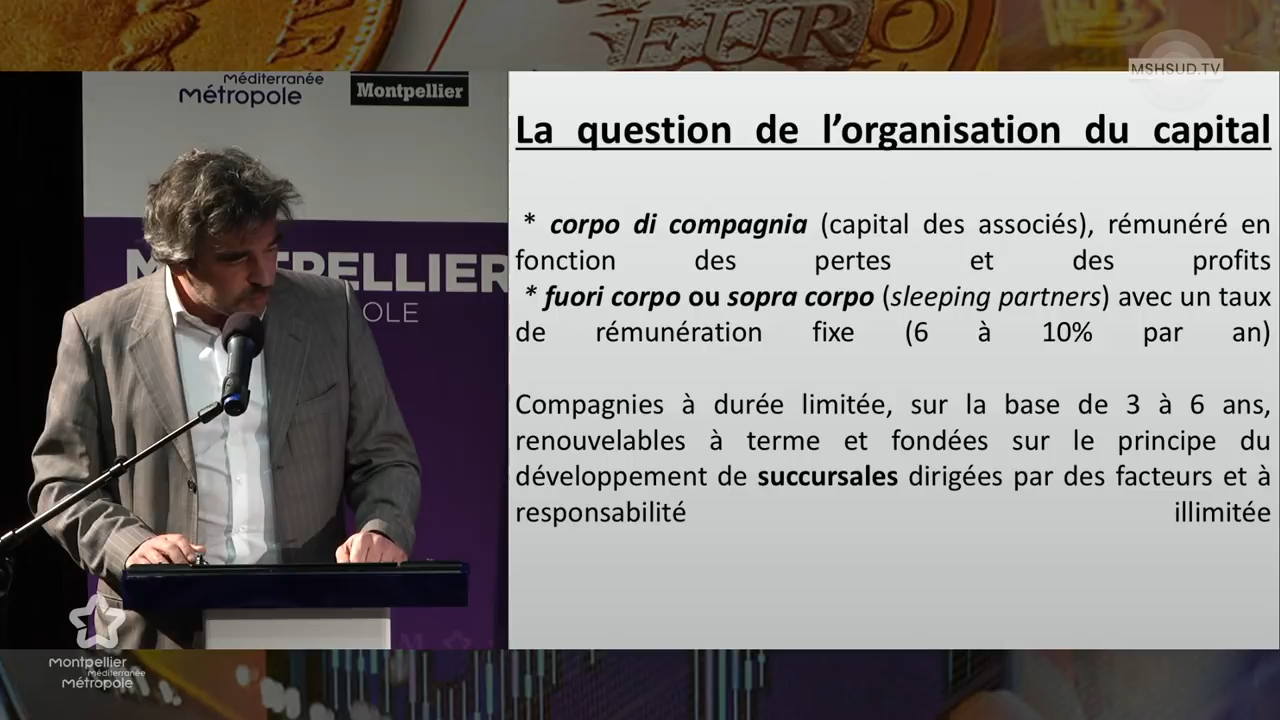 EURO
MSHSUD.TV
méditerranée
métropole
Montpellier
MONTPELLIER
OLE
La question de l’organisation du capital
* corpo di compagnia (capital des associés), rémunéré en
fonction des pertes et des profits
* fuori corpo ou sopra corpo (sleeping partners) avec un taux
de rémunération fixe (6 à 10% par an)
Compagnies à durée limitée, sur la base de 3 à 6 ans,
renouvelables à terme et fondées sur le principe du
développement de succursales dirigées par des facteurs et à
responsabilité illimitée
montpellier
méditerranée
métropole